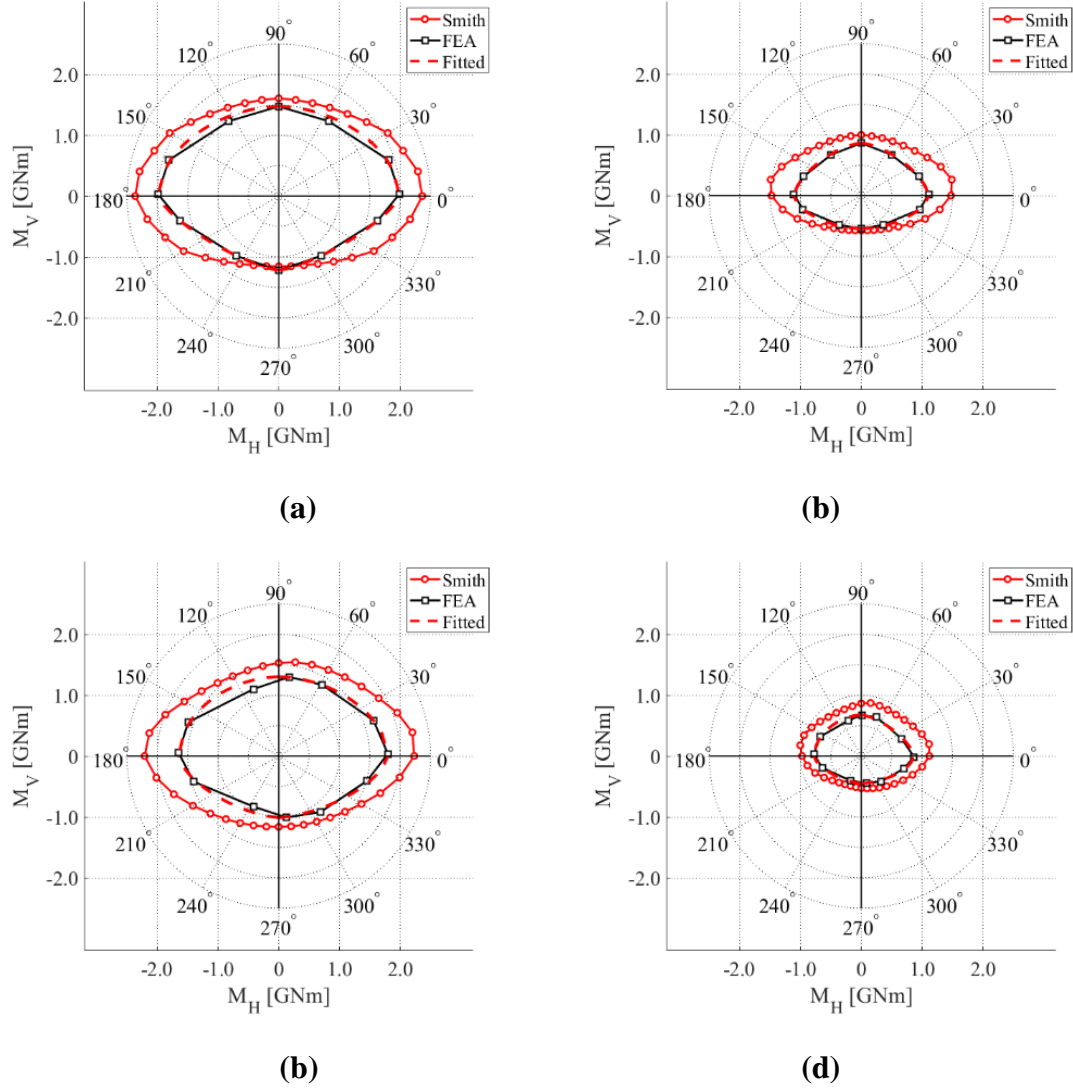 (a)
Smith
FEA
Fitted
90°
120°
60°
150°
30°
180°
0°
210°
330°
240°
300°
270°
2.0
1.0
0
-1.0
-2.0
M_V [GNm]
-2.0 -1.0 0 1.0 2.0
M_H [GNm]
(b)
Smith
FEA
Fitted
90°
120°
60°
150°
30°
180°
0°
210°
330°
240°
300°
270°
2.0
1.0
0
-1.0
-2.0
M_V [GNm]
-2.0 -1.0 0 1.0 2.0
M_H [GNm]
(a)
(b)
Smith
FEA
Fitted
90°
120°
60°
150°
30°
180°
0°
210°
330°
240°
300°
270°
2.0
1.0
0
-1.0
-2.0
M_V [GNm]
-2.0 -1.0 0 1.0 2.0
M_H [GNm]
Smith
FEA
Fitted
90°
120°
60°
150°
30°
180°
0°
210°
330°
240°
300°
270°
2.0
1.0
0
-1.0
-2.0
M_V [GNm]
-2.0 -1.0 0 1.0 2.0
M_H [GNm]
(b)
(d)